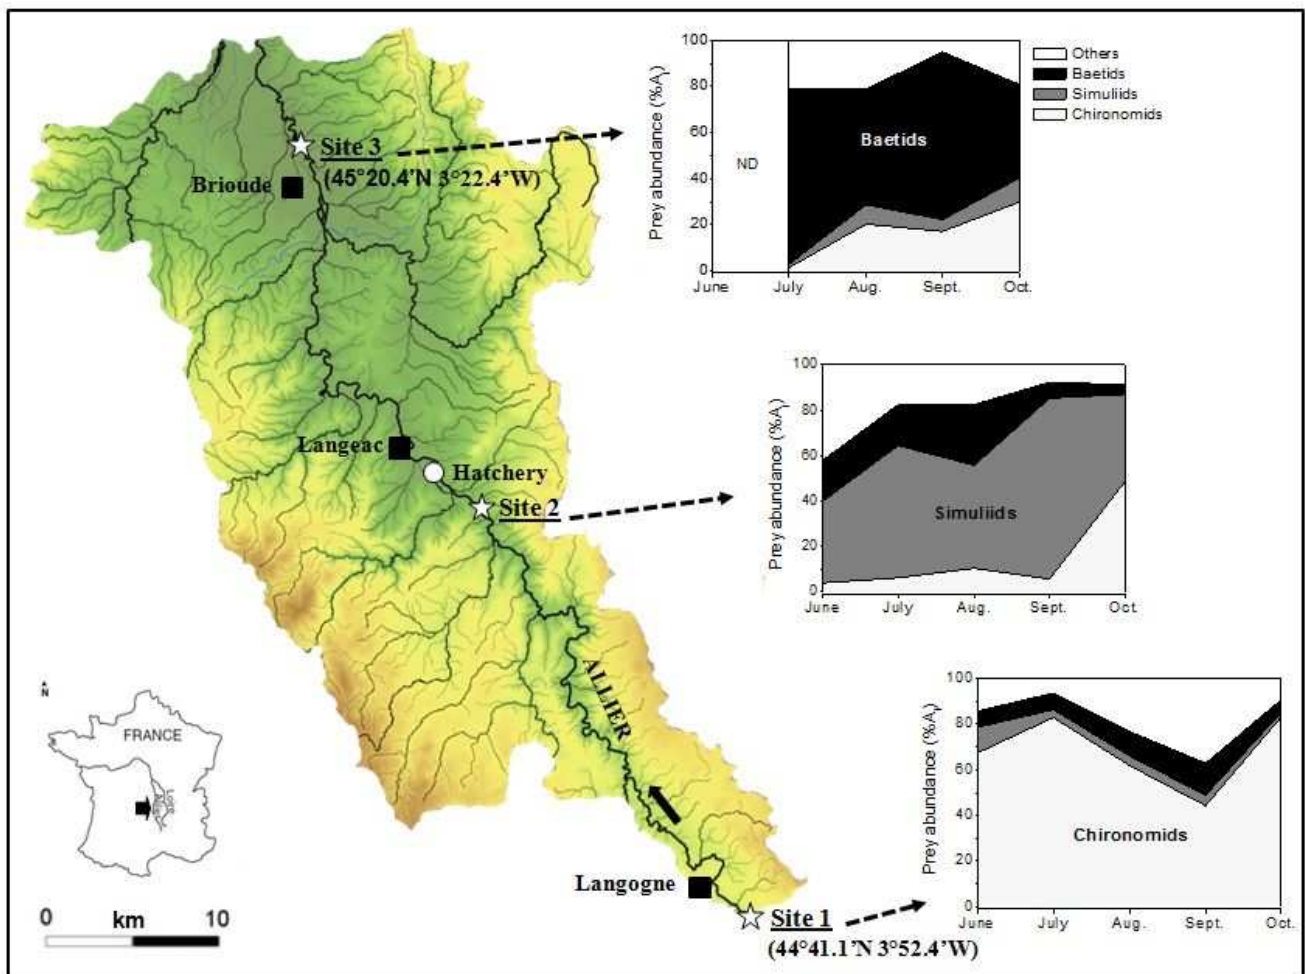 100
80
60
40
20
0
Prey abundance (%Aᵢ)
ND
Baetids
June
July
Aug.
Sept.
Oct.
Others
Baetids
Simuliids
Chironomids
Site 3
(45°20.4'N 3°22.4'W)
Brioude
100
80
60
40
20
0
Prey abundance (%Aᵢ)
Simuliids
June
July
Aug.
Sept.
Oct.
Langeac
Hatchery
Site 2
ALLIER
100
80
60
40
20
0
Prey abundance (%Aᵢ)
Chironomids
June
July
Aug.
Sept.
Oct.
N
FRANCE
Langogne
Site 1
(44°41.1'N 3°52.4'W)
0 km 10